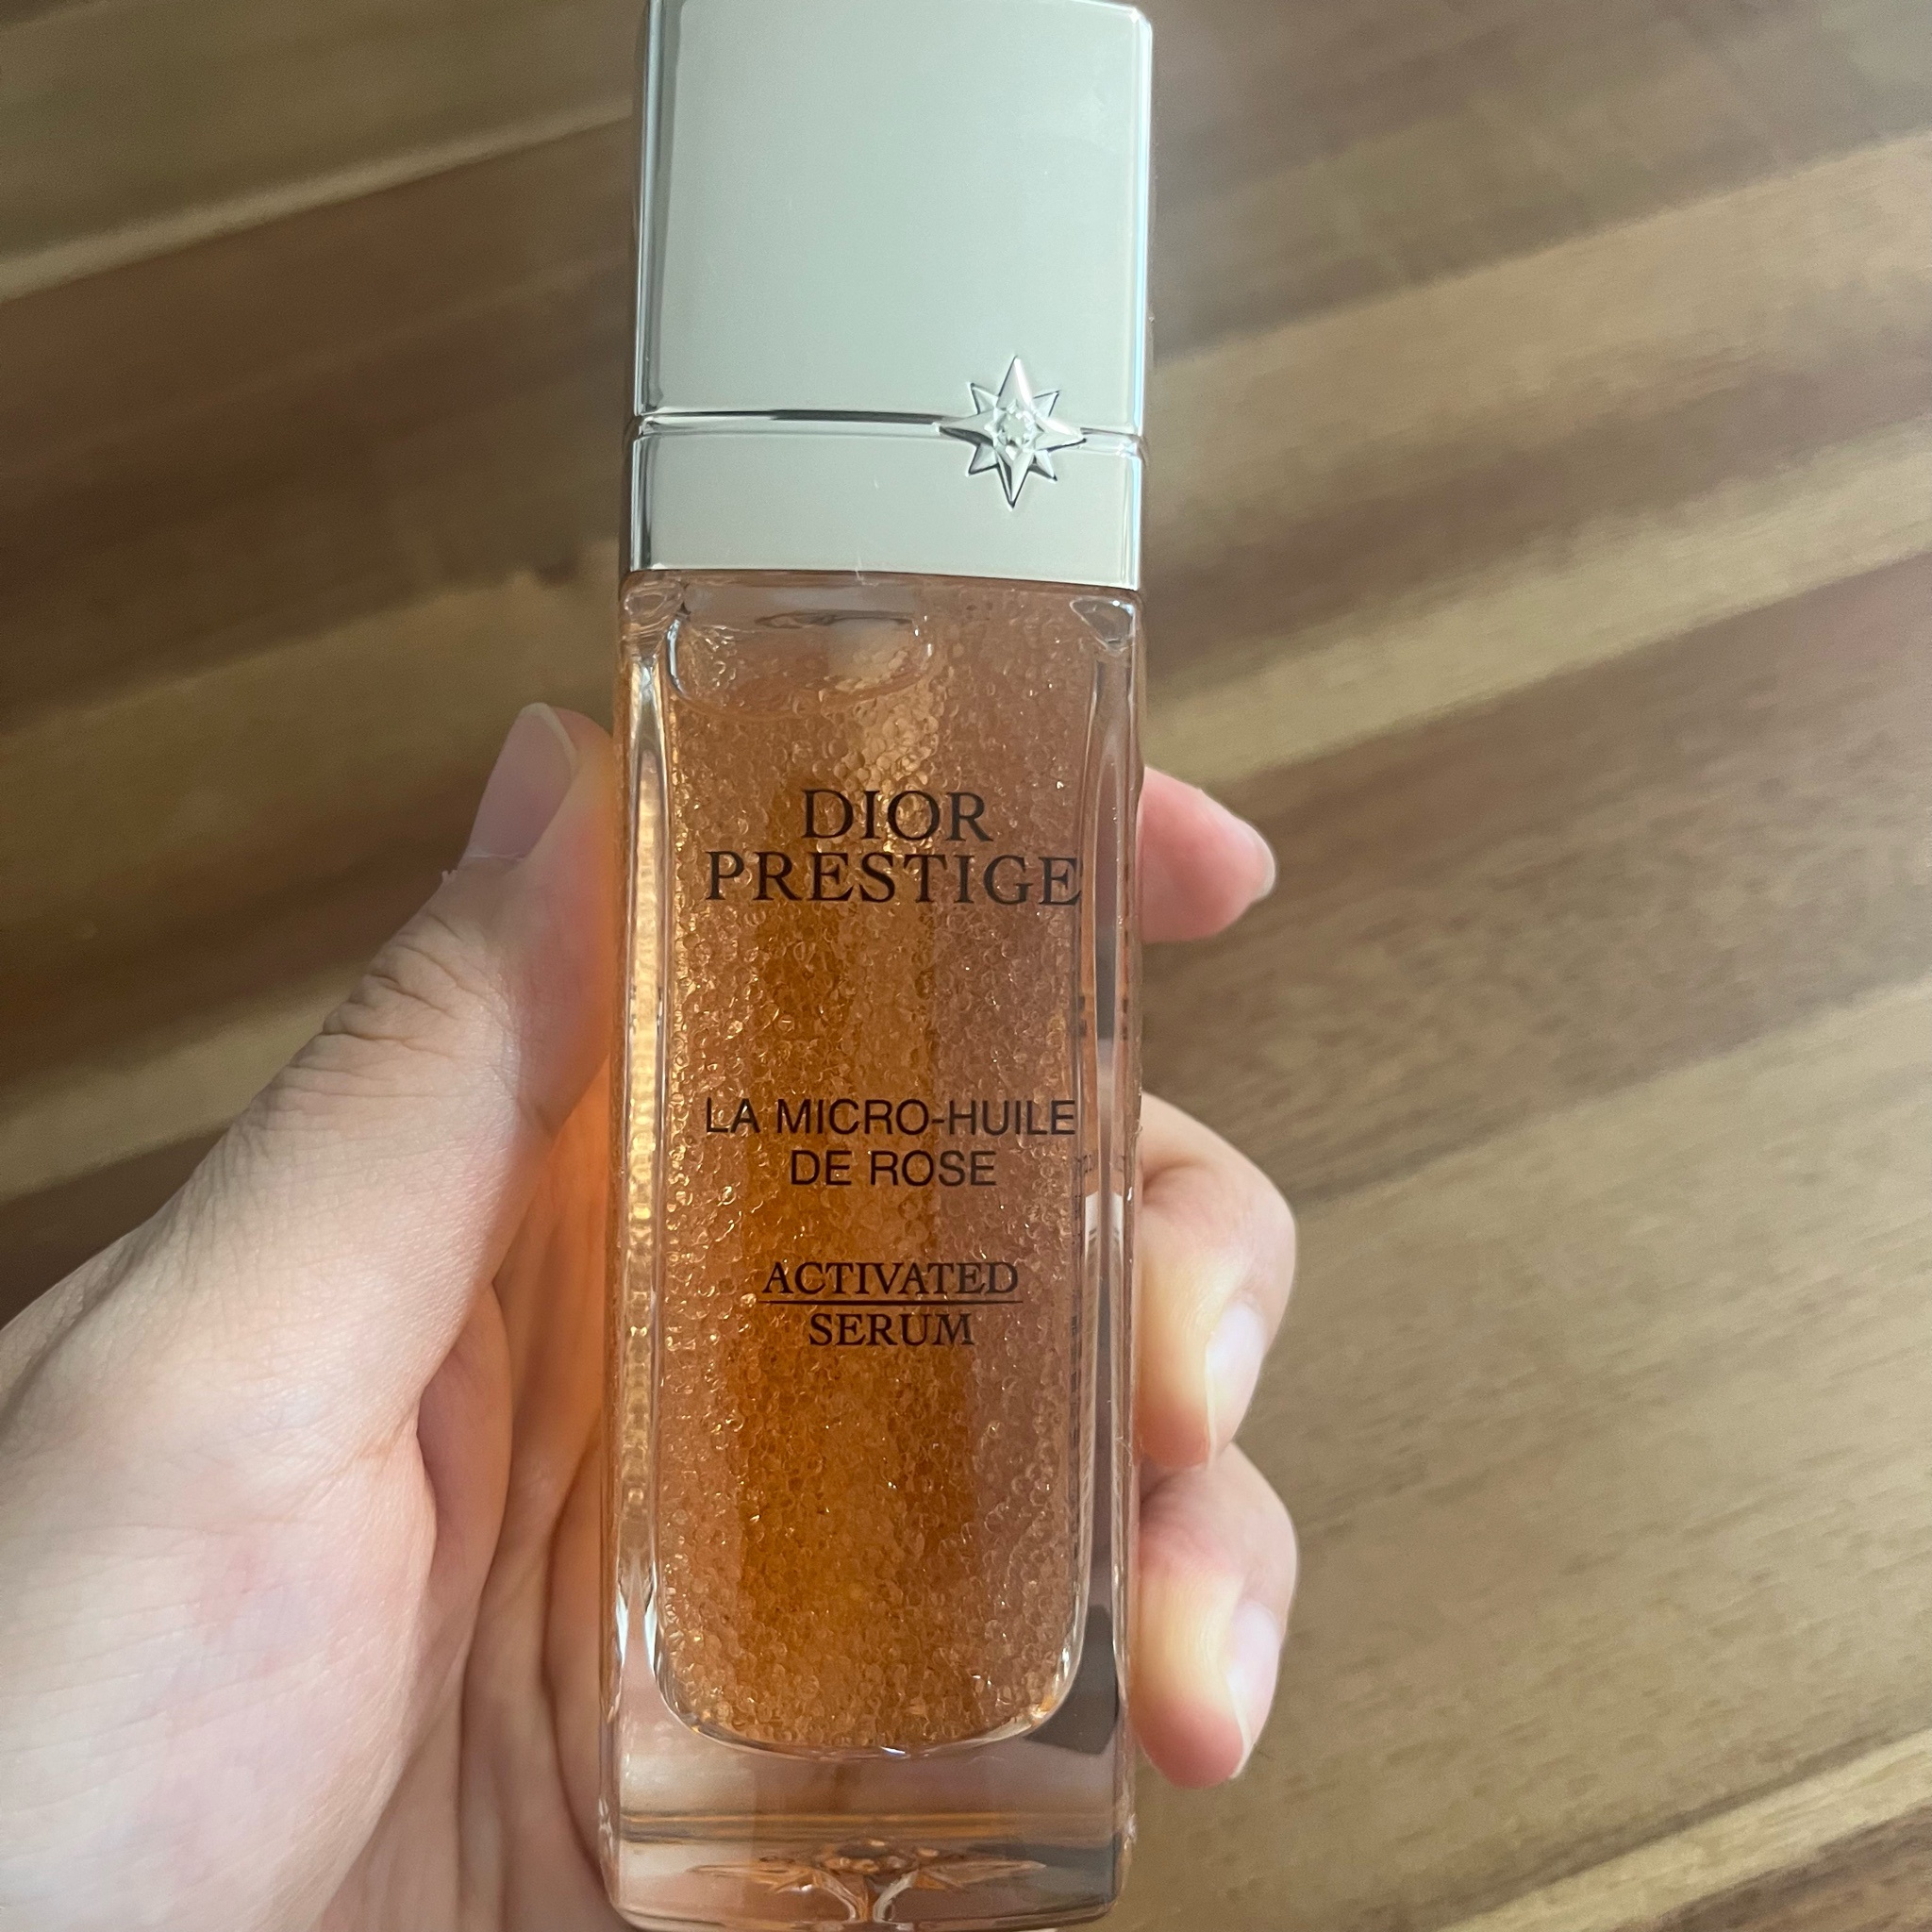 DIOR
PRESTIGE
LA MICRO-HUILE
DE ROSE
ACTIVATED
SERUM